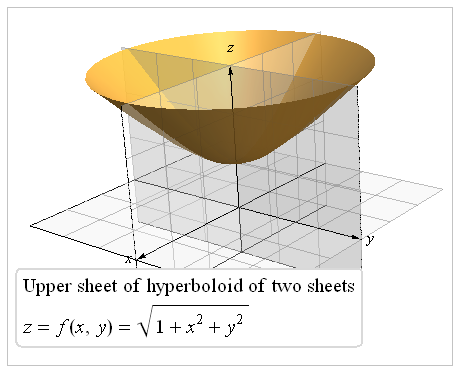 z
y
x
Upper sheet of hyperboloid of two sheets
z = f(x, y) = √(1 + x² + y²)